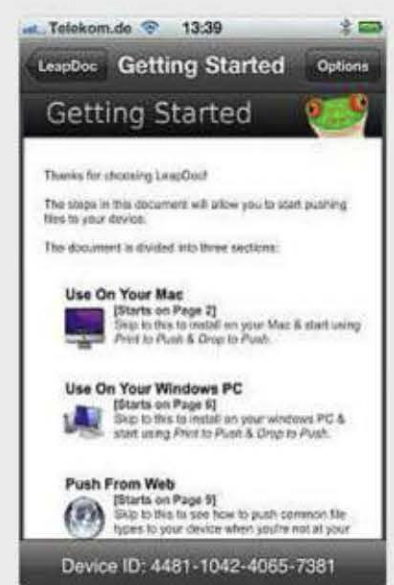 Telekom.de 13:39
LeapDoc Getting Started Options
Getting Started
Thanks for choosing LeapDoc!
The steps in this document will allow you to start pushing
files to your device.
The document is divided into three sections:
Use On Your Mac
[Starts on Page 2]
Skip to this to install on your Mac & start using
Print to Push & Drop to Push.
Use On Your Windows PC
[Starts on Page 6]
Skip to this to install on your windows PC &
start using Print to Push & Drop to Push.
Push From Web
[Starts on Page 9]
Skip to this to see how to push common file
types to your device when you're not at your
Device ID: 4481-1042-4065-7381